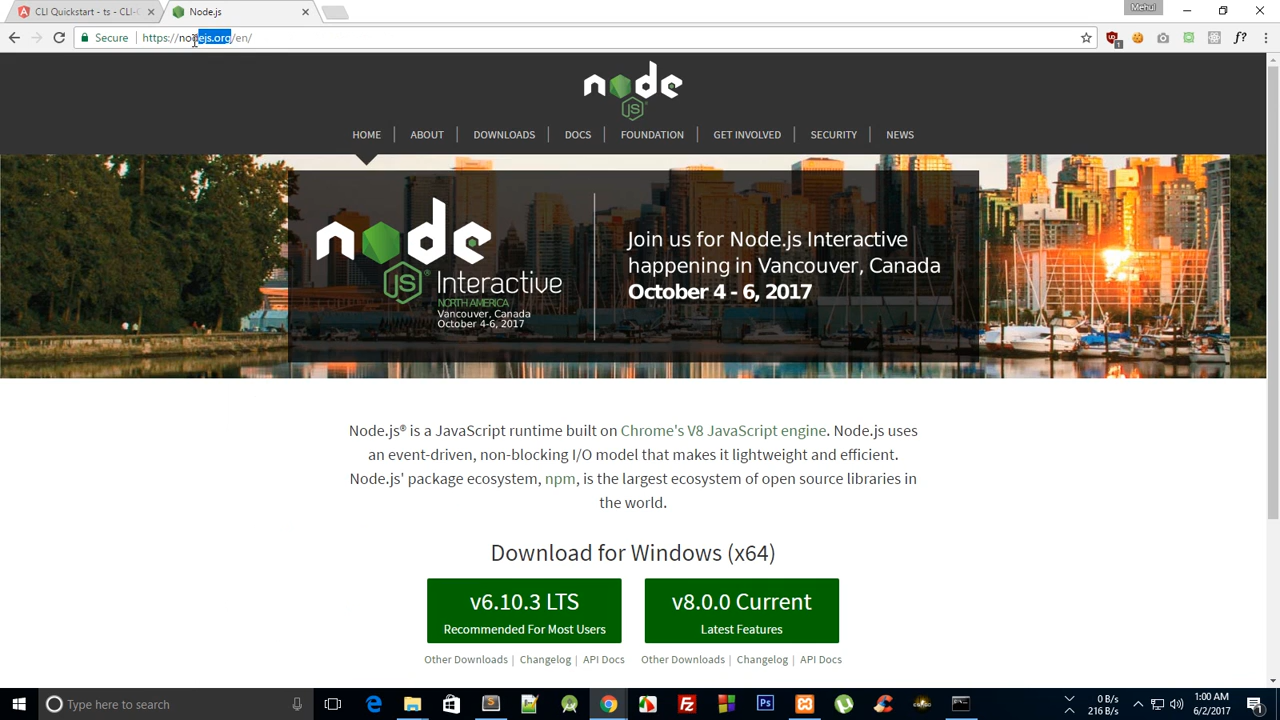 CLI Quickstart - ts - CLI-
Node.js
Mehul
Secure
https://nodejs.org/en/
f?
node
JS
HOME
ABOUT
DOWNLOADS
DOCS
FOUNDATION
GET INVOLVED
SECURITY
NEWS
node
JS
Interactive
NORTH AMERICA
Vancouver, Canada
October 4-6, 2017
Join us for Node.js Interactive
happening in Vancouver, Canada
October 4 - 6, 2017
Node.js® is a JavaScript runtime built on Chrome's V8 JavaScript engine. Node.js uses
an event-driven, non-blocking I/O model that makes it lightweight and efficient.
Node.js' package ecosystem, npm, is the largest ecosystem of open source libraries in
the world.
Download for Windows (x64)
v6.10.3 LTS
Recommended For Most Users
v8.0.0 Current
Latest Features
Other Downloads | Changelog | API Docs
Other Downloads | Changelog | API Docs
Type here to search
0 B/s
216 B/s
1:00 AM
6/2/2017